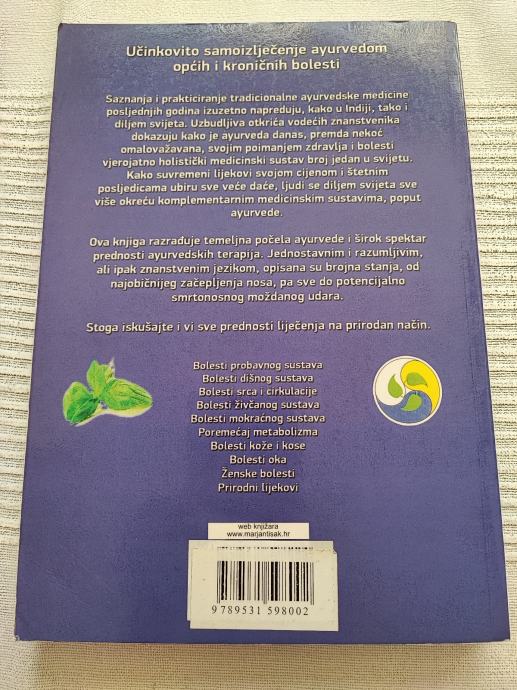 Učinkovito samoizlječenje ayurvedom
općih i kroničnih bolesti
Saznanja i prakticiranje tradicionalne ayurvedske medicine
posljednjih godina izuzetno napreduju, kako u Indiji, tako i
diljem svijeta. Uzbudljiva otkrića vodećih znanstvenika
dokazuju kako je ayurveda danas, premda nekoć
omalovažavana, svojim poimanjem zdravlja i bolesti
vjerojatno holistički medicinski sustav broj jedan u svijetu.
Kako suvremeni lijekovi svojom cijenom i štetnim
posljedicama ubiru sve veće daće, ljudi se diljem svijeta sve
više okreću komplementarnim medicinskim sustavima, poput
ayurvede.
Ova knjiga razrađuje temeljna počela ayurvede i širok spektar
prednosti ayurvedskih terapija. Jednostavnim i razumljivim,
ali ipak znanstvenim jezikom, opisana su brojna stanja, od
najobičnijeg začepljenja nosa, pa sve do potencijalno
smrtonosnog moždanog udara.
Stoga iskušajte i vi sve prednosti liječenja na prirodan način.
Bolesti probavnog sustava
Bolesti dišnog sustava
Bolesti srca i cirkulacije
Bolesti živčanog sustava
Bolesti mokraćnog sustava
Poremećaj metabolizma
Bolesti kože i kose
Bolesti oka
Ženske bolesti
Prirodni lijekovi
web knjižara
www.marjantisak.hr
9 789531 598002